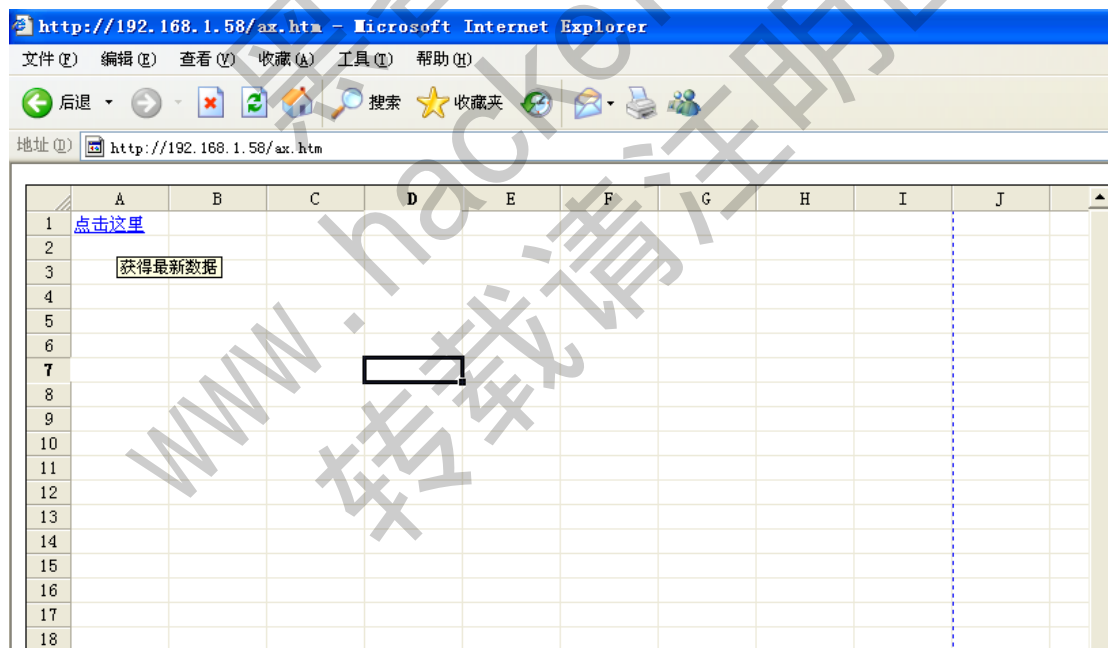 http://192.168.1.58/ax.htm - Microsoft Internet Explorer
文件(F) 编辑(E) 查看(V) 收藏(A) 工具(T) 帮助(H)
后退 搜索 收藏夹
地址(D) http://192.168.1.58/ax.htm
A B C D E F G H I J
1 点击这里
2
3 获得最新数据
4
5
6
7
8
9
10
11
12
13
14
15
16
17
18
www.hacker
转载请注明